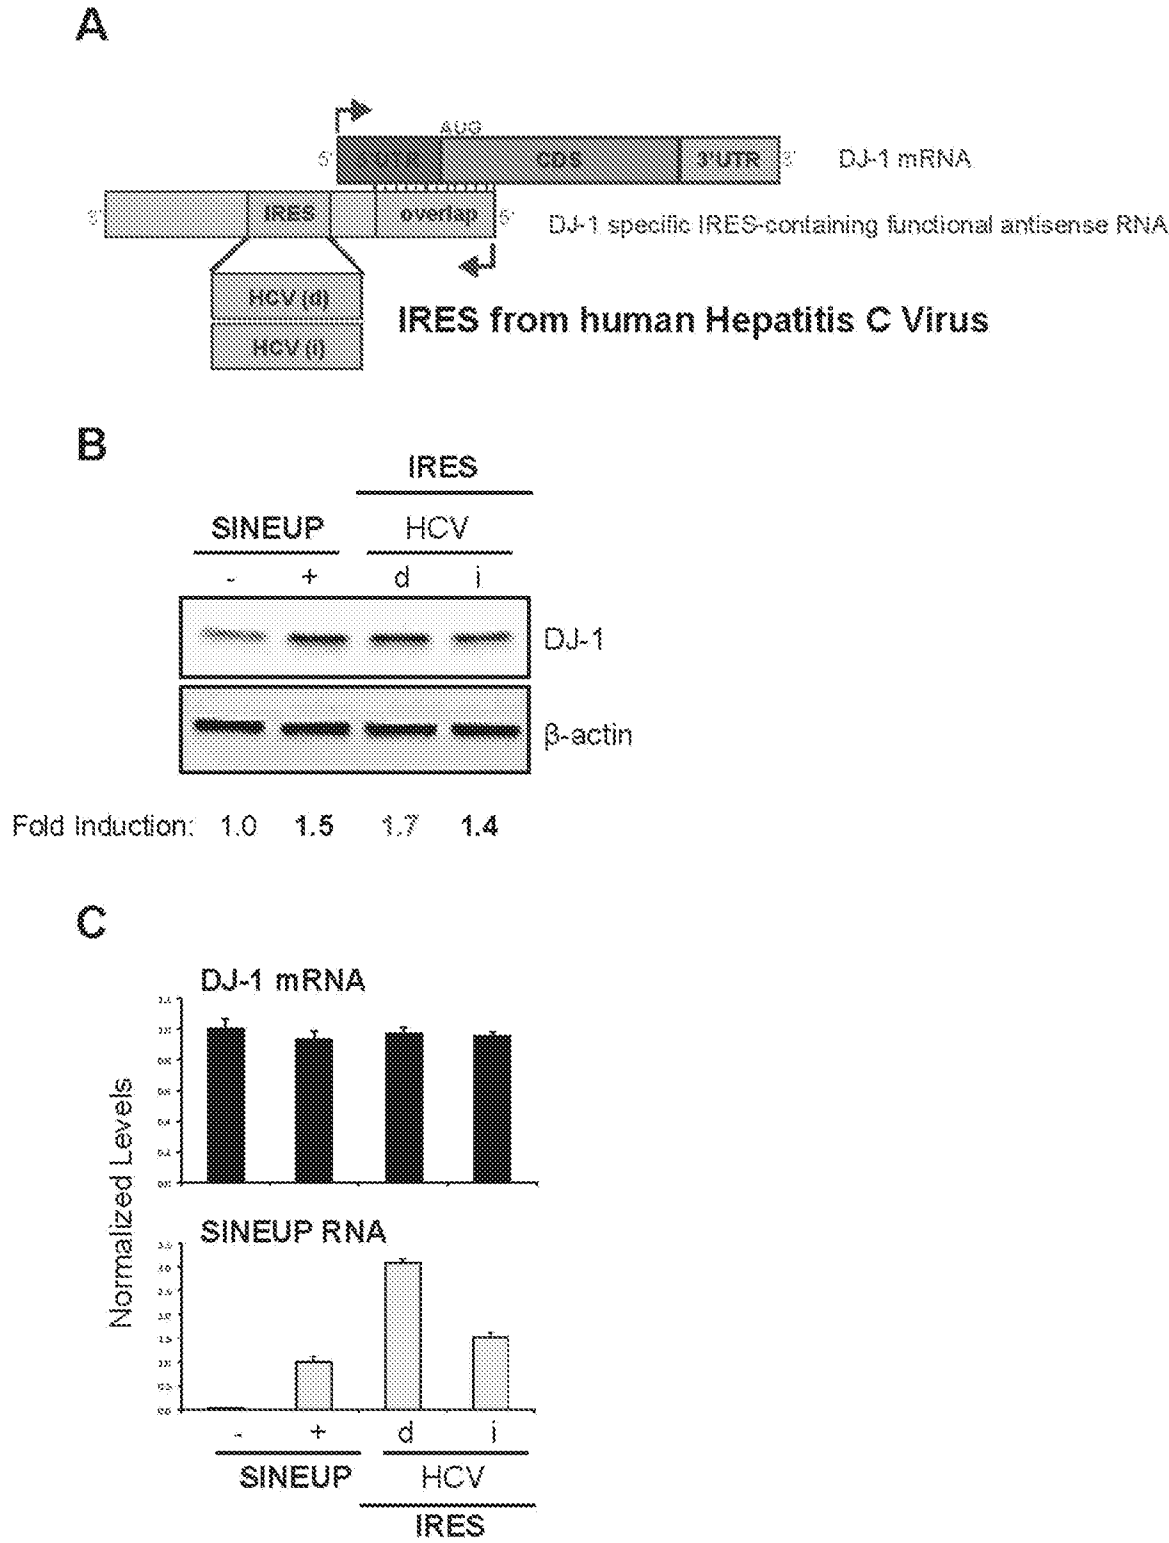 A
AUG
5' 5'UTR CDS 3'UTR 3' DJ-1 mRNA
3' IRES overlap 5' DJ-1 specific IRES-containing functional antisense RNA
HCV (d)
HCV (i)
IRES from human Hepatitis C Virus
B
IRES
SINEUP HCV
- + d i
DJ-1
β-actin
Fold Induction: 1.0 1.5 1.7 1.4
C
DJ-1 mRNA
Normalized Levels
SINEUP RNA
- + d i
SINEUP HCV
IRES